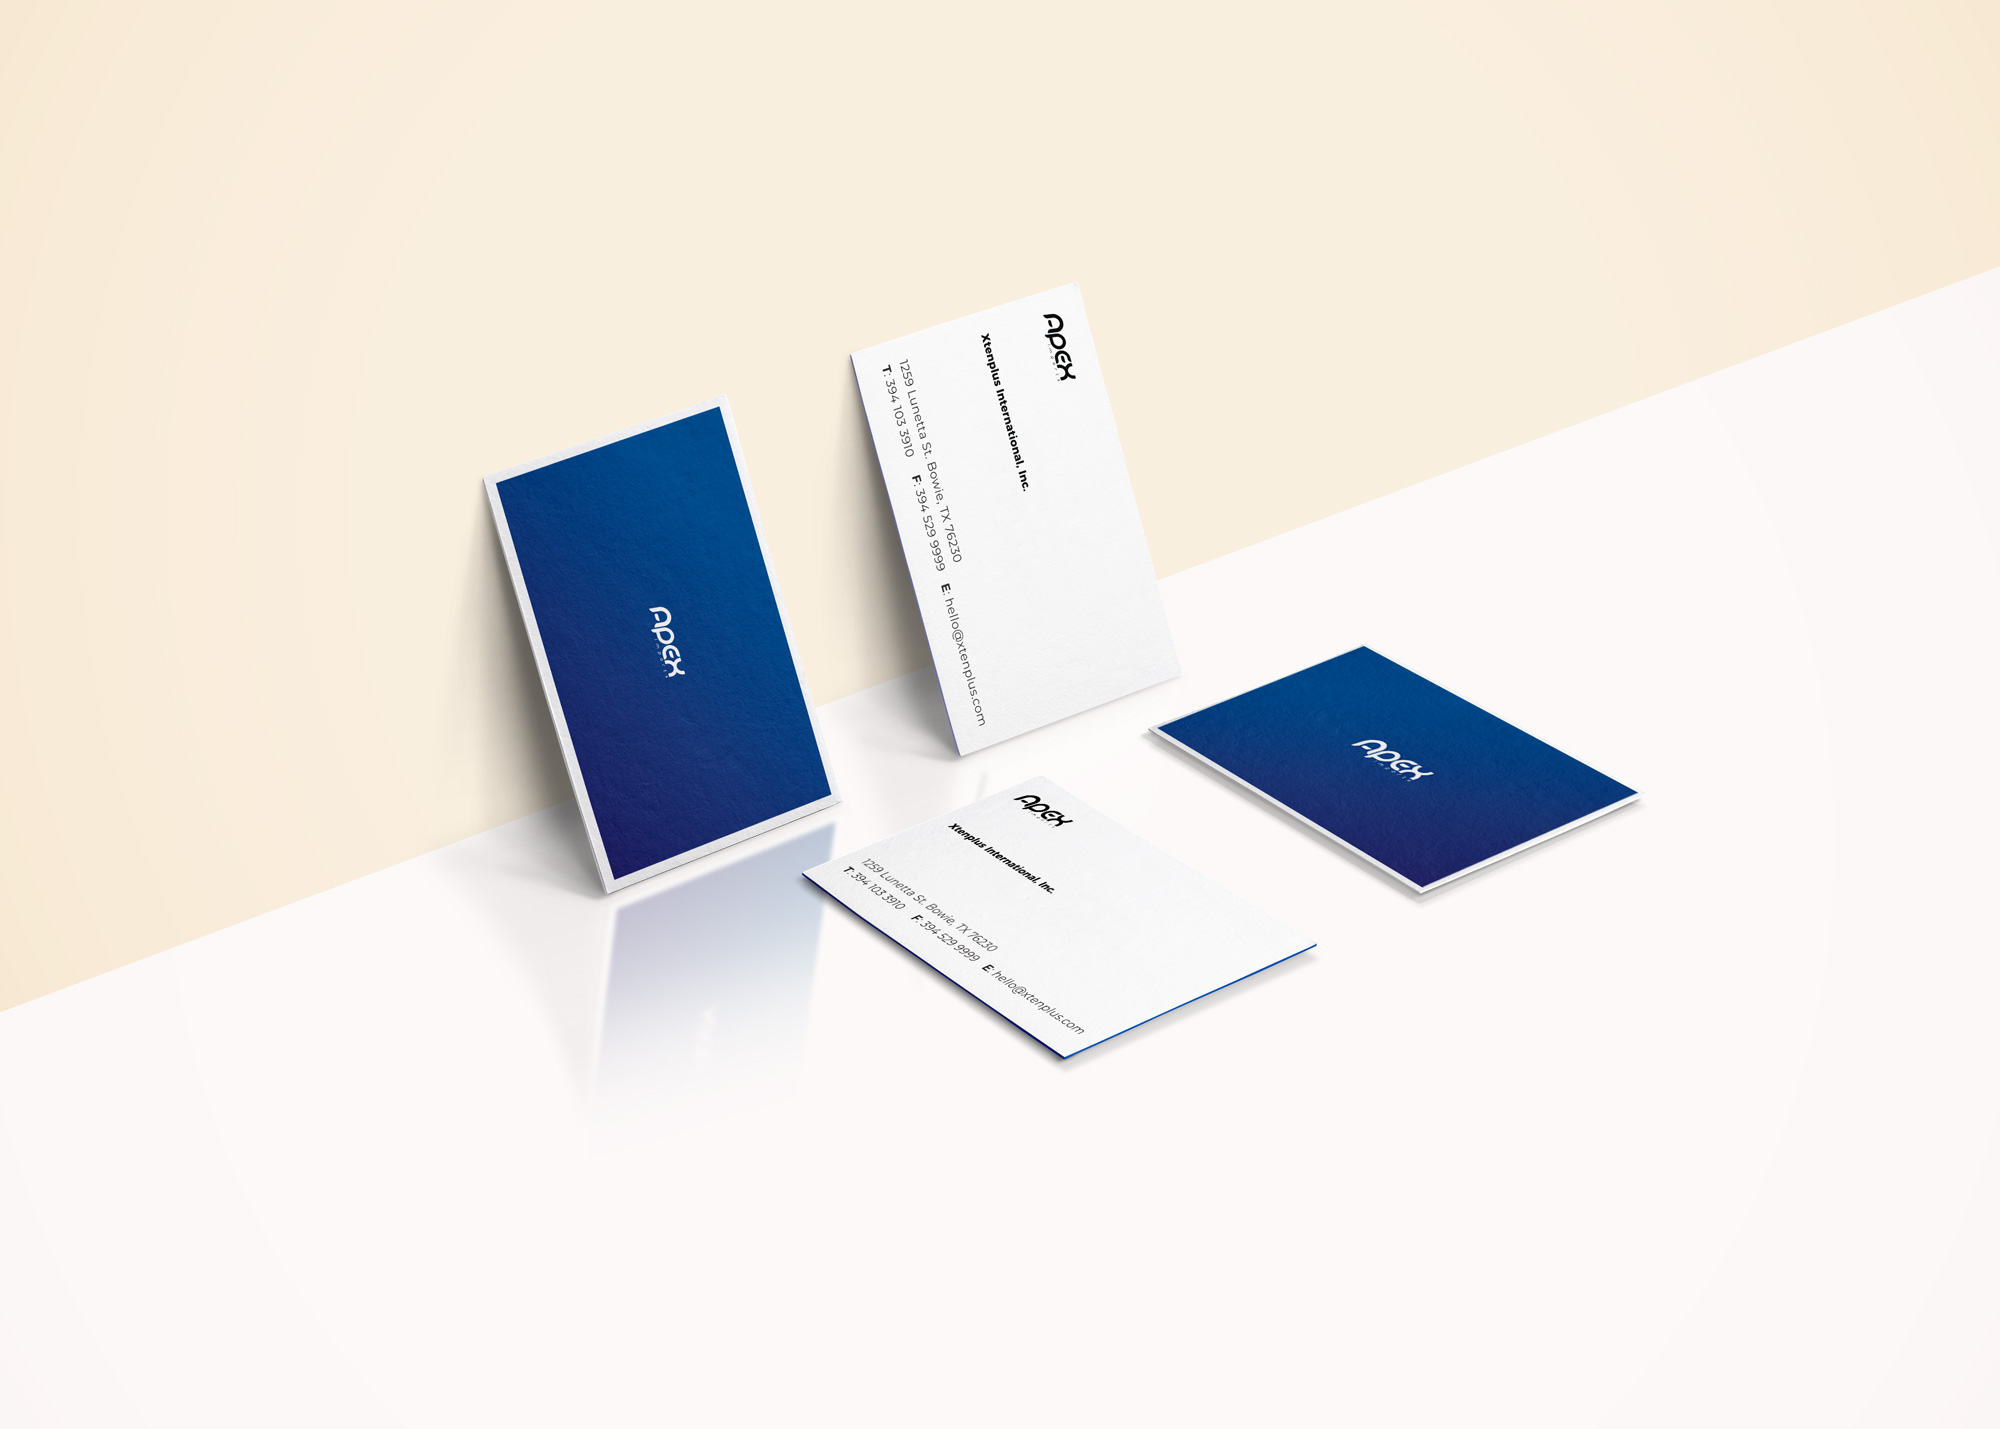 APEX
APEX
Xtenplus International, Inc.
1259 Lunetta St. Bowie, TX 76230
T: 394 103 3910 F: 394 529 9999 E: hello@xtenplus.com
APEX
APEX
Xtenplus International, Inc.
1259 Lunetta St. Bowie, TX 76230
T: 394 103 3910 F: 394 529 9999 E: hello@xtenplus.com